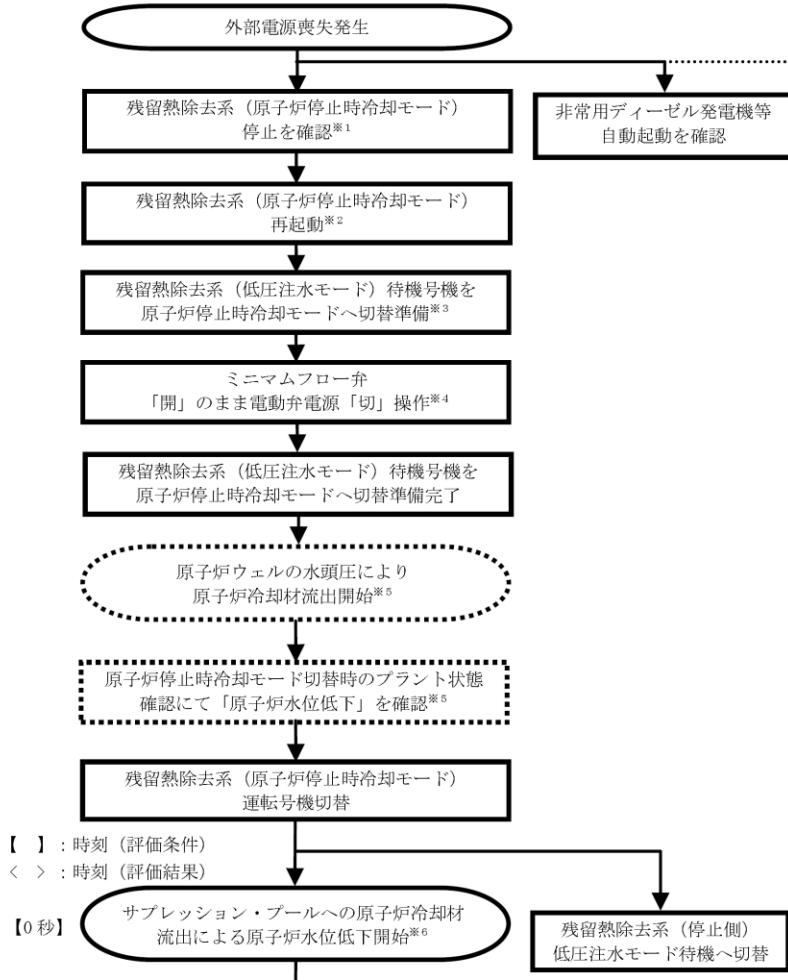 外部電源喪失発生
残留熱除去系（原子炉停止時冷却モード）
停止を確認※1
非常用ディーゼル発電機等
自動起動を確認
残留熱除去系（原子炉停止時冷却モード）
再起動※2
残留熱除去系（低圧注水モード）待機号機を
原子炉停止時冷却モードへ切替準備※3
ミニマムフロー弁
「開」のまま電動弁電源「切」操作※4
残留熱除去系（低圧注水モード）待機号機を
原子炉停止時冷却モードへ切替準備完了
原子炉ウェルの水頭圧により
原子炉冷却材流出開始※5
原子炉停止時冷却モード切替時のプラント状態
確認にて「原子炉水位低下」を確認※5
残留熱除去系（原子炉停止時冷却モード）
運転号機切替
【　】：時刻（評価条件）
＜　＞：時刻（評価結果）
【0秒】
サプレッション・プールへの原子炉冷却材
流出による原子炉水位低下開始※6
残留熱除去系（停止側）
低圧注水モード待機へ切替